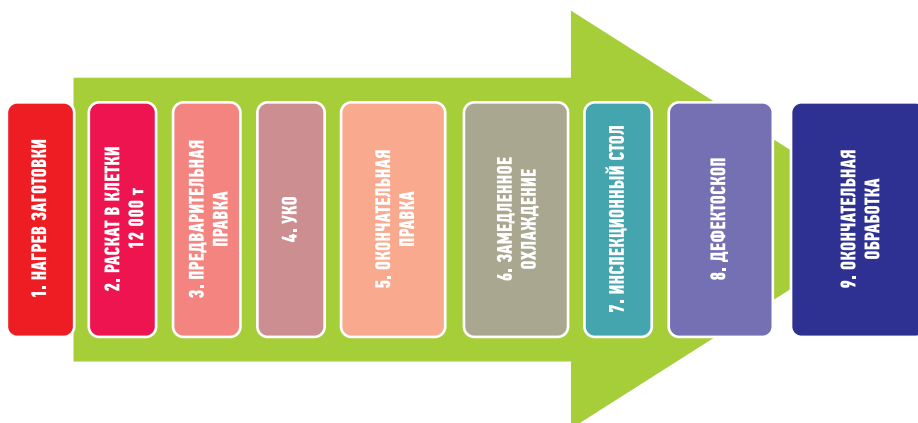 1. НАГРЕВ ЗАГОТОВКИ
2. РАСКАТ В КЛЕТКИ
12 000 т
3. ПРЕДВАРИТЕЛЬНАЯ
ПРАВКА
4. УКО
5. ОКОНЧАТЕЛЬНАЯ
ПРАВКА
6. ЗАМЕДЛЕННОЕ
ОХЛАЖДЕНИЕ
7. ИНСПЕКЦИОННЫЙ СТОЛ
8. ДЕФЕКТОСКОП
9. ОКОНЧАТЕЛЬНАЯ
ОБРАБОТКА